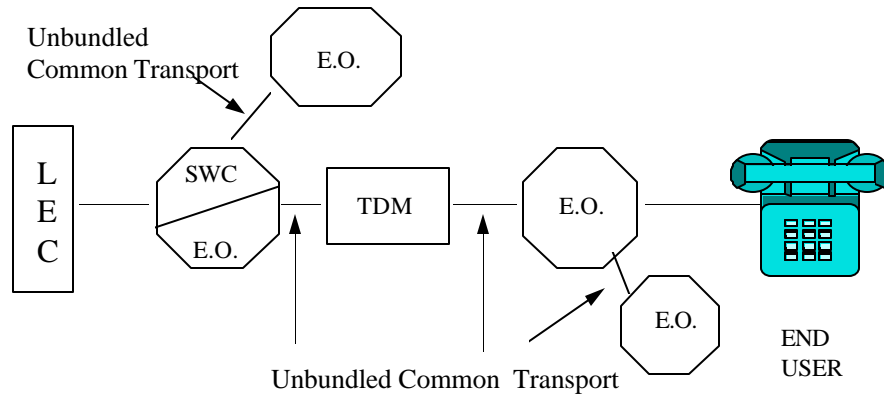 Unbundled
Common Transport
E.O.
L
E
C
SWC
E.O.
TDM
E.O.
E.O.
END
USER
Unbundled Common Transport